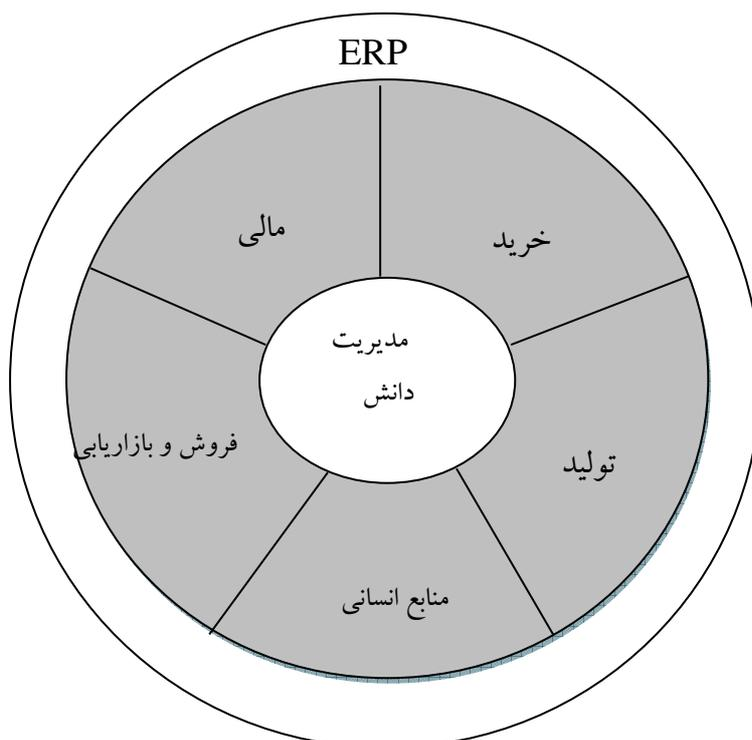 ERP
خرید
مالی
مدیریت
دانش
فروش و بازاریابی
تولید
منابع انسانی